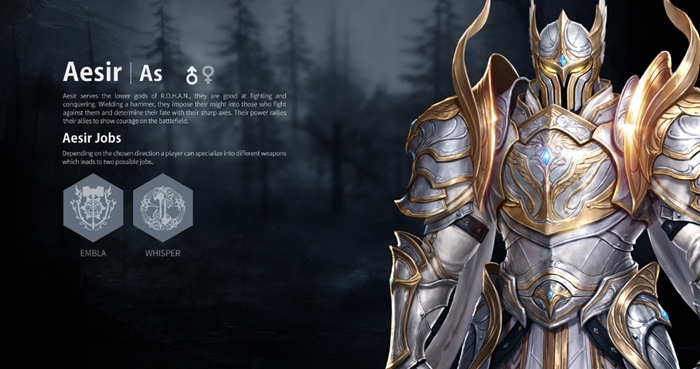 Aesir | As
Aesir serves the lower gods of R.O.H.A.N., they are good at fighting and
conquering. Wielding a hammer, they impose their might into those who fight
against them and determine their fate with their sharp axes. Their power rallies
their allies to show courage on the battlefield.
Aesir Jobs
Depending on the chosen direction a player can specialize into different weapons
which leads to two possible jobs.
EMBLA
WHISPER